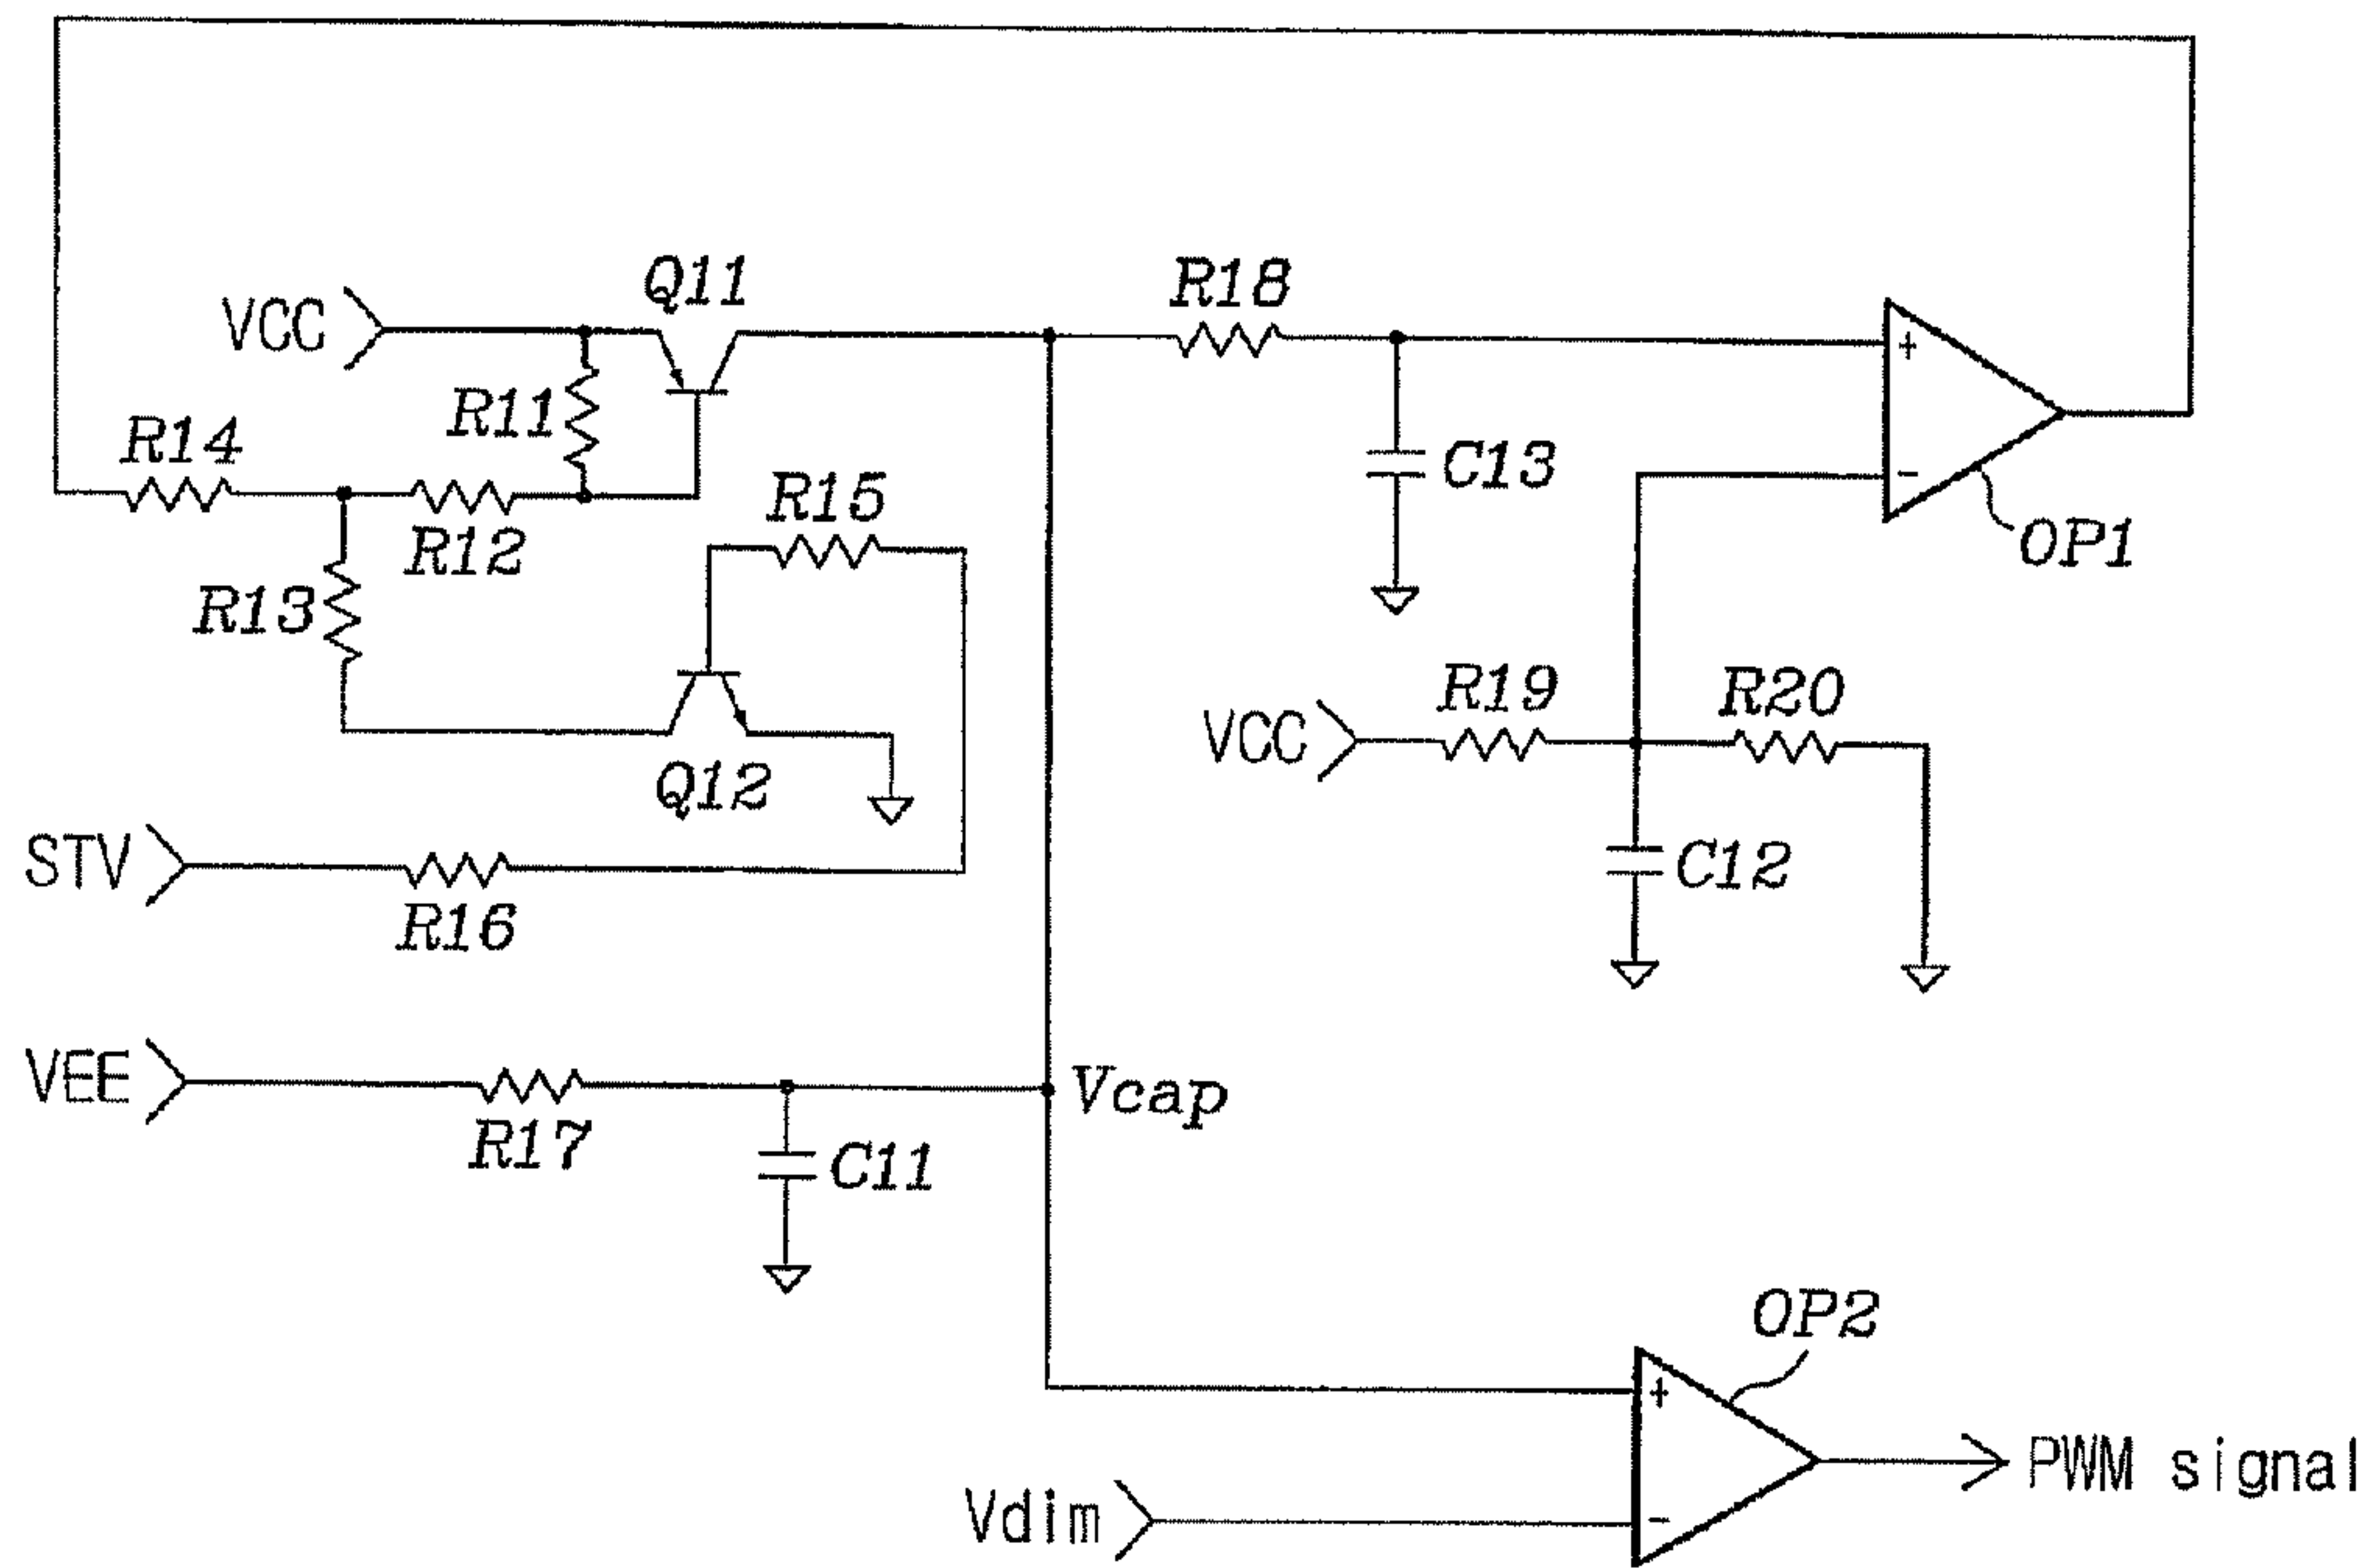 Q11
R18
VCC
R11
+
R14
C13
R15
-
R12
OP1
R13
R19
R20
VCC
Q12
STV
C12
R16
VEE
Vcap
R17
C11
OP2
+
PWM signal
Vdim
-